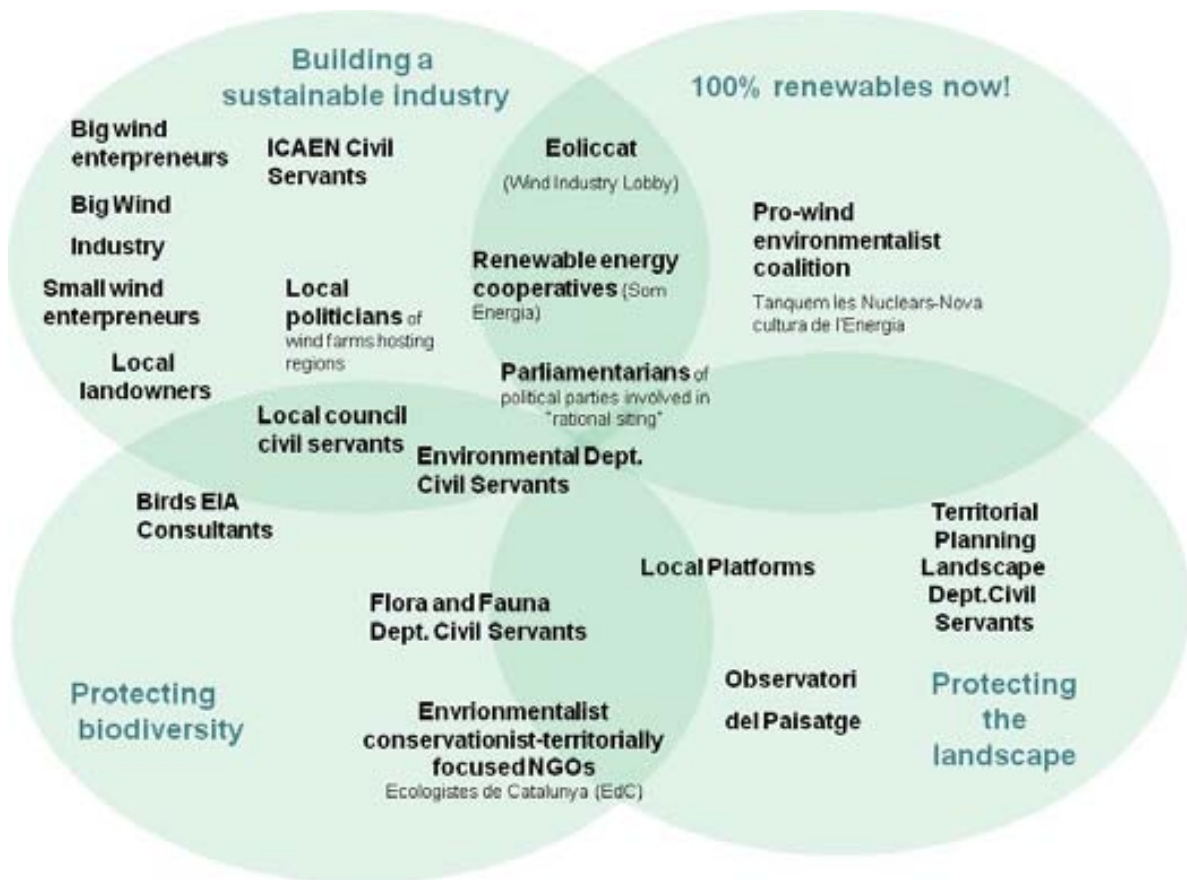 Building a
sustainable industry
100% renewables now!
Big wind
enterpreneurs
ICAEN Civil
Servants
Eoliccat
(Wind Industry Lobby)
Big Wind
Industry
Pro-wind
environmentalist
coalition
Tanquem les Nuclears-Nova
cultura de l'Energia
Small wind
enterpreneurs
Local
politicians of
wind farms hosting
regions
Renewable energy
cooperatives (Som
Energia)
Local
landowners
Parliamentarians of
political parties involved in
"rational siting"
Local council
civil servants
Environmental Dept.
Civil Servants
Birds EIA
Consultants
Territorial
Planning
Landscape
Dept.Civil
Servants
Local Platforms
Flora and Fauna
Dept. Civil Servants
Protecting
biodiversity
Envrionmentalist
conservationist-territorially
focused NGOs
Ecologistes de Catalunya (EdC)
Observatori
del Paisatge
Protecting
the
landscape